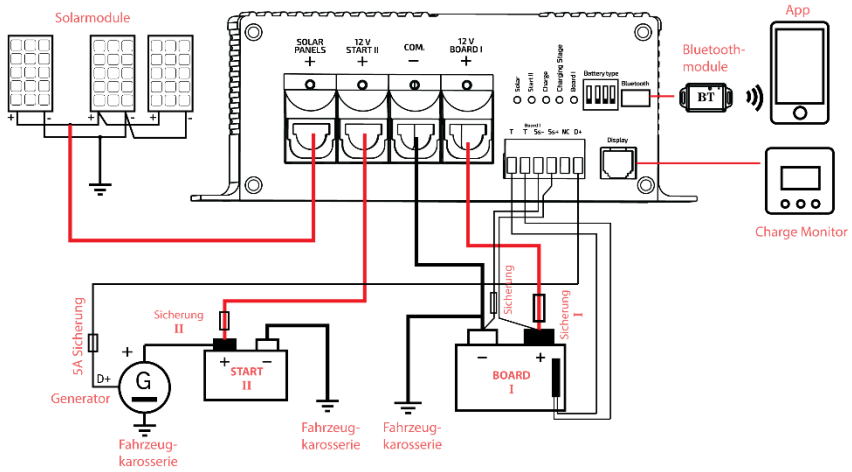 Solarmodule
+ - + - + -
SOLAR
PANELS
+
12 V
START II
+
COM.
−
12 V
BOARD I
+
Solar
Start II
Charge
Charging Stage
Board I
Battery type
Bluetooth
Board I
T T Ss- Ss+ NC D+
Display
Bluetooth-
module
BT
App
Charge Monitor
5A Sicherung
Sicherung
II
Sicherung
Sicherung
I
D+
+
G
Generator
+ −
START
II
− +
BOARD
I
Fahrzeug-
karosserie
Fahrzeug-
karosserie
Fahrzeug-
karosserie